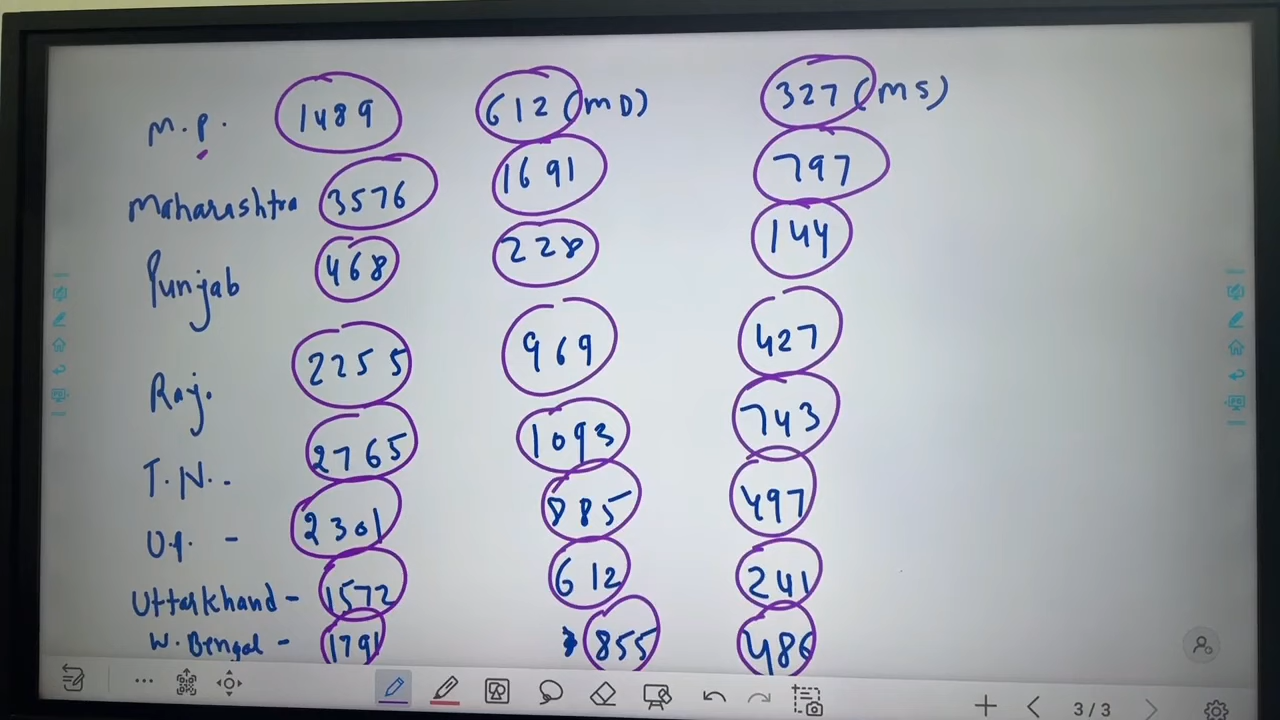 M.P. 1489 612 (MD) 327 (MS)
Maharashtra 3576 1691 797
Punjab 468 228 144
Raj. 2255 969 427
T.N.. 2765 1093 743
U.P. - 2301 885 497
Uttarkhand - 1572 612 241
W. Bengal - 1791 855 486
3 / 3